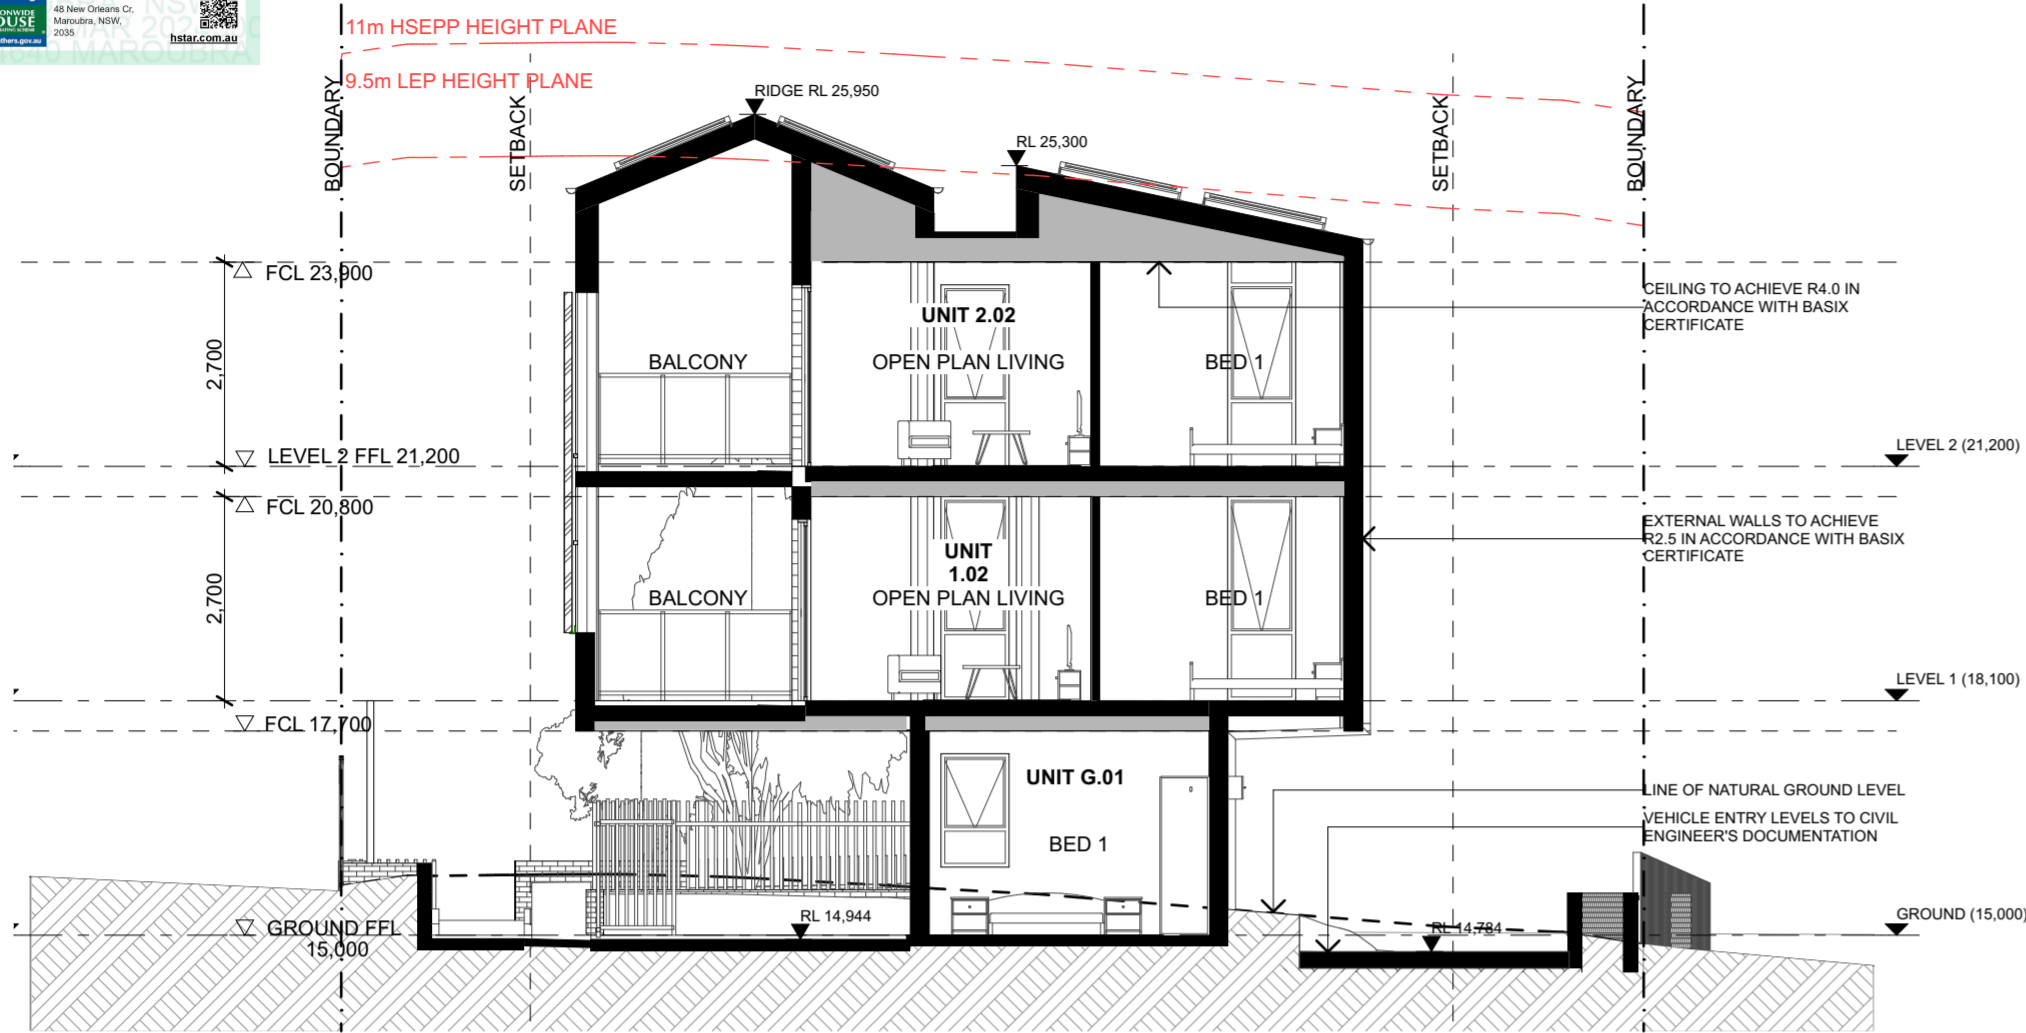 ONWIDE
OUSE
hers.gov.au
48 New Orleans Cr,
Maroubra, NSW,
2035
hstar.com.au
MAROUBRA
11m HSEPP HEIGHT PLANE
9.5m LEP HEIGHT PLANE
BOUNDARY
SETBACK
RIDGE RL 25,950
RL 25,300
SETBACK
BOUNDARY
FCL 23,900
2,700
LEVEL 2 FFL 21,200
FCL 20,800
2,700
FCL 17,700
GROUND FFL
15,000
BALCONY
UNIT 2.02
OPEN PLAN LIVING
BED 1
BALCONY
UNIT
1.02
OPEN PLAN LIVING
BED 1
UNIT G.01
BED 1
RL 14,944
RL 14,784
CEILING TO ACHIEVE R4.0 IN
ACCORDANCE WITH BASIX
CERTIFICATE
LEVEL 2 (21,200)
EXTERNAL WALLS TO ACHIEVE
R2.5 IN ACCORDANCE WITH BASIX
CERTIFICATE
LEVEL 1 (18,100)
LINE OF NATURAL GROUND LEVEL
VEHICLE ENTRY LEVELS TO CIVIL
ENGINEER'S DOCUMENTATION
GROUND (15,000)